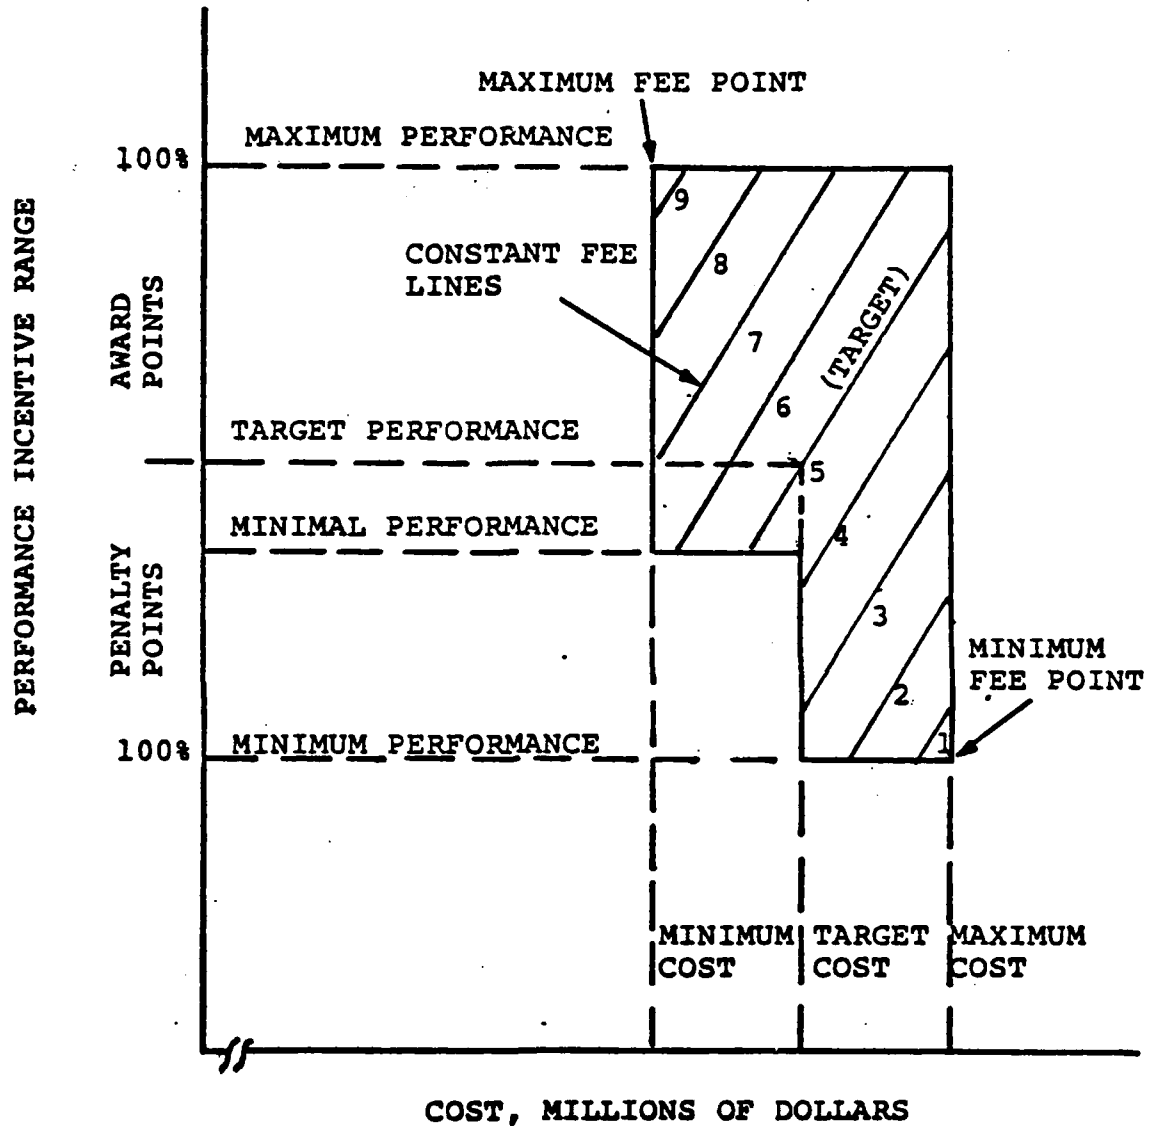 MAXIMUM FEE POINT
MAXIMUM PERFORMANCE
100%
9
CONSTANT FEE
LINES
8
7
(TARGET)
6
PERFORMANCE INCENTIVE RANGE
AWARD
POINTS
TARGET PERFORMANCE
5
MINIMAL PERFORMANCE
4
PENALTY
POINTS
3
MINIMUM
FEE POINT
2
1
100%
MINIMUM PERFORMANCE
MINIMUM
COST
TARGET
COST
MAXIMUM
COST
COST, MILLIONS OF DOLLARS